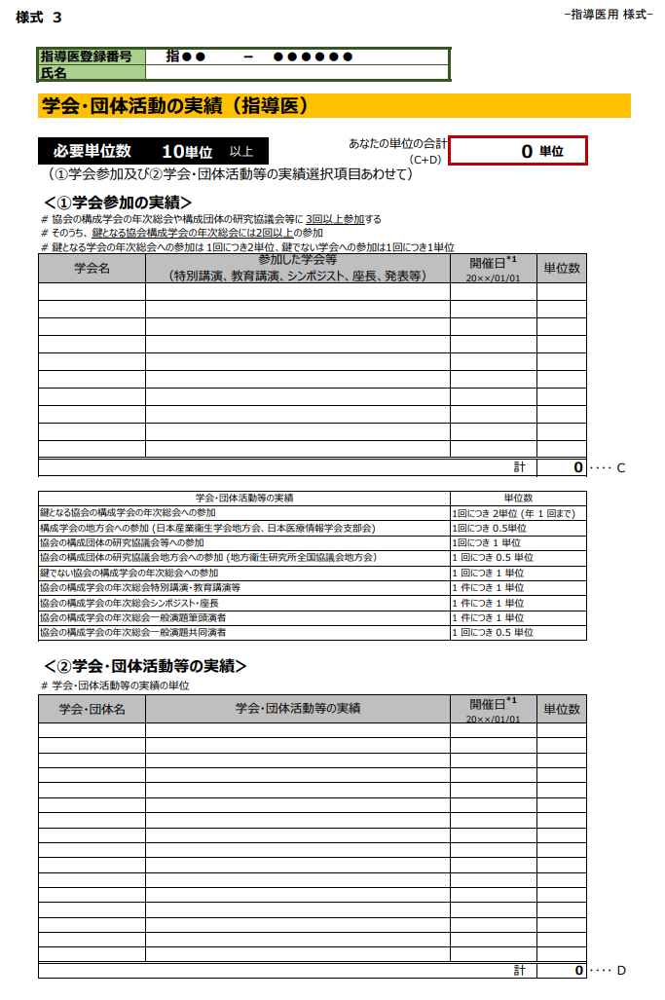 様式 3
−指導医用 様式−
指導医登録番号 指●● − ●●●●●●
氏名
学会・団体活動の実績（指導医）
必要単位数 10単位 以上
あなたの単位の合計
（C+D）
0 単位
（①学会参加及び②学会・団体活動等の実績選択項目あわせて）
＜①学会参加の実績＞
# 協会の構成学会の年次総会や構成団体の研究協議会等に 3回以上参加する
# そのうち、鍵となる協会構成学会の年次総会には2回以上の参加
# 鍵となる学会の年次総会への参加は 1回につき2単位、鍵でない学会への参加は1回につき1単位
学会名 参加した学会等 開催日*1 単位数
（特別講演、教育講演、シンポジスト、座長、発表等） 20××/01/01
計 0 ‥‥ C
学会・団体活動等の実績 単位数
鍵となる協会の構成学会の年次総会への参加 1回につき 2単位 (年 1 回まで)
構成学会の地方会への参加 (日本産業衛生学会地方会、日本医療情報学会支部会) 1回につき 0.5単位
協会の構成団体の研究協議会等への参加 1回につき 1 単位
協会の構成団体の研究協議会地方会への参加 (地方衛生研究所全国協議会地方会） 1 回につき 0.5 単位
鍵でない協会の構成学会の年次総会への参加 1 回につき 1 単位
協会の構成学会の年次総会特別講演・教育講演等 1 件につき 1 単位
協会の構成学会の年次総会シンポジスト・座長 1 件につき 1 単位
協会の構成学会の年次総会一般演題筆頭演者 1 件につき 1 単位
協会の構成学会の年次総会一般演題共同演者 1 回につき 0.5 単位
＜②学会・団体活動等の実績＞
# 学会・団体活動等の実績の単位
学会・団体名 学会・団体活動等の実績 開催日*1 単位数
20××/01/01
計 0 ‥‥ D